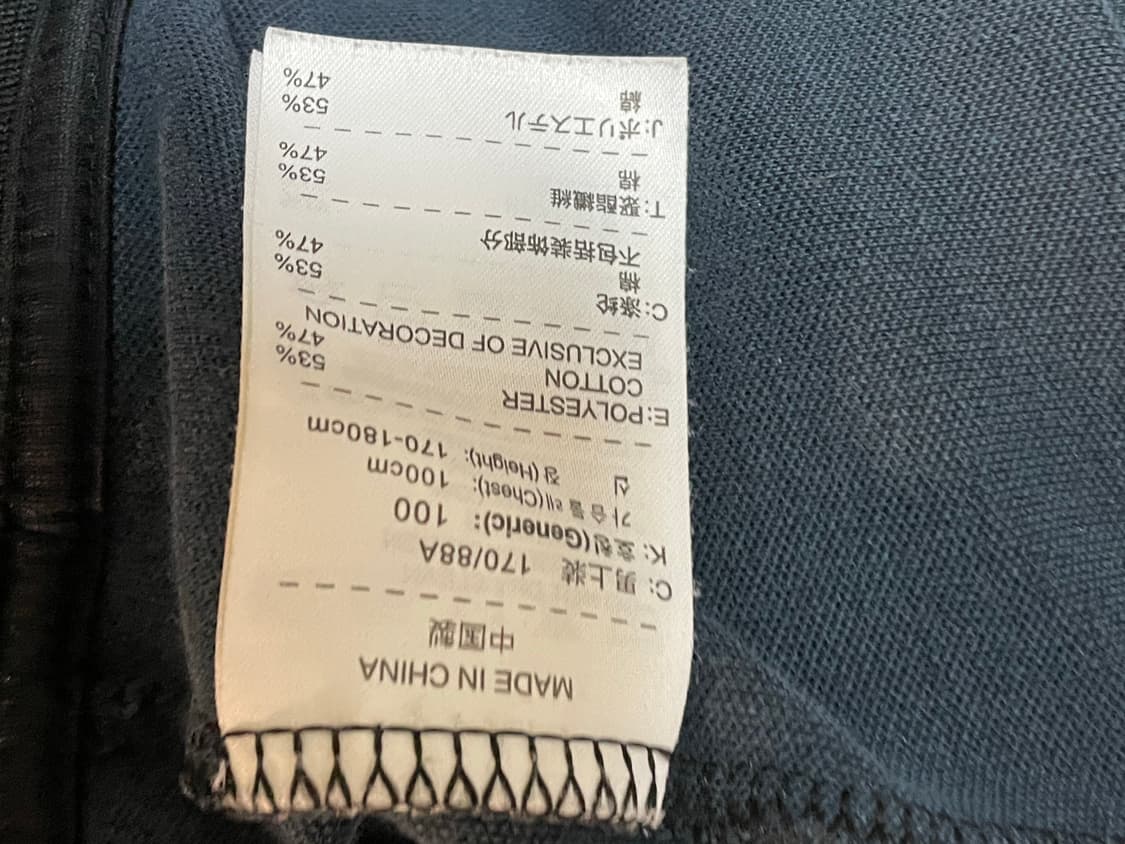 MADE IN CHINA
中国製
C: 男上装 170/88A
K: 호칭(Generic): 100
가슴둘레(Chest): 100cm
신 장(Height): 170-180cm
E:POLYESTER 53%
COTTON 47%
EXCLUSIVE OF DECORATION
C:涤纶 53%
棉 47%
不包括装饰部分
T:聚酯纖維 53%
棉 47%
J:ポリエステル 53%
綿 47%